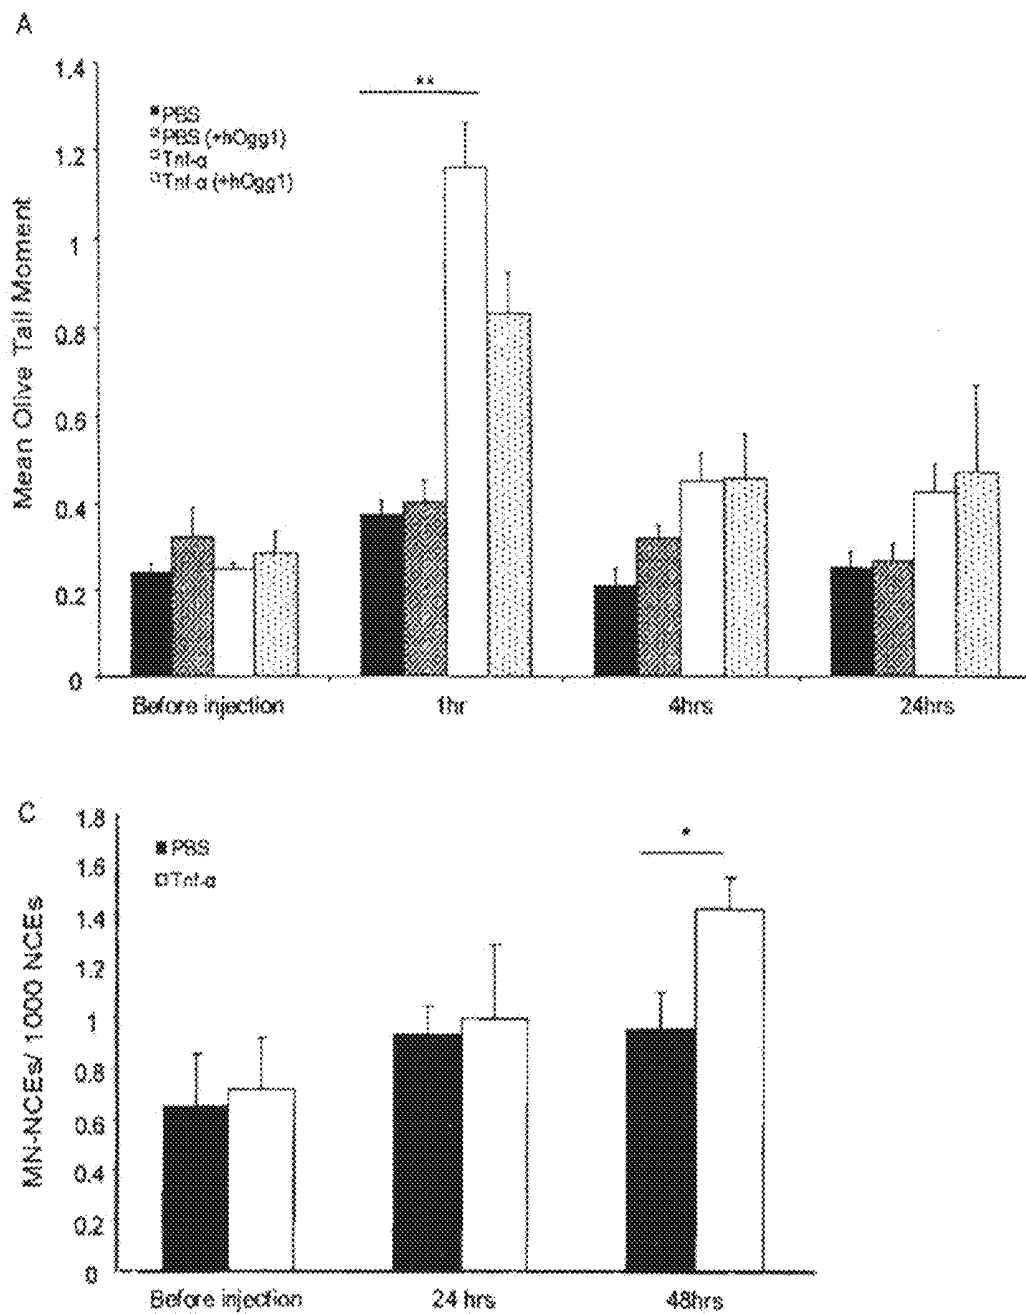 A
1.4
1.2
1
0.8
0.6
0.4
0.2
0
Mean Olive Tail Moment
PBS
PBS (+hOgg1)
Tnf-α
Tnf-α (+hOgg1)
**
Before injection
1hr
4hrs
24hrs
C
1.8
1.6
1.4
1.2
1
0.8
0.6
0.4
0.2
0
MN-NCEs/ 1000 NCEs
PBS
Tnf-α
*
Before injection
24 hrs
48hrs